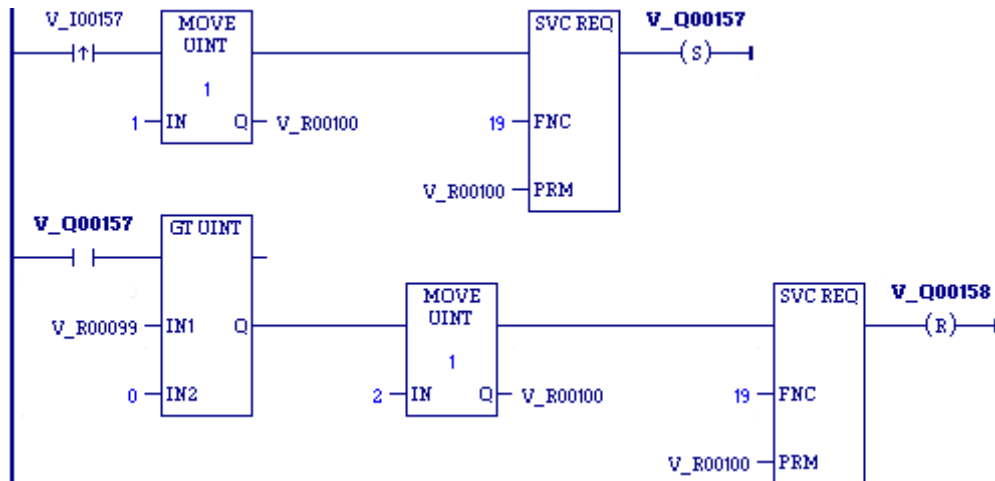 V_I00157
MOVE UINT
SVC REQ
V_Q00157
↑
(S)
1
1 IN Q V_R00100
19 FNC
V_R00100 PRM
V_Q00157
GT UINT
MOVE UINT
SVC REQ
V_Q00158
V_R00099 IN1 Q
(R)
1
0 IN2
2 IN Q V_R00100
19 FNC
V_R00100 PRM